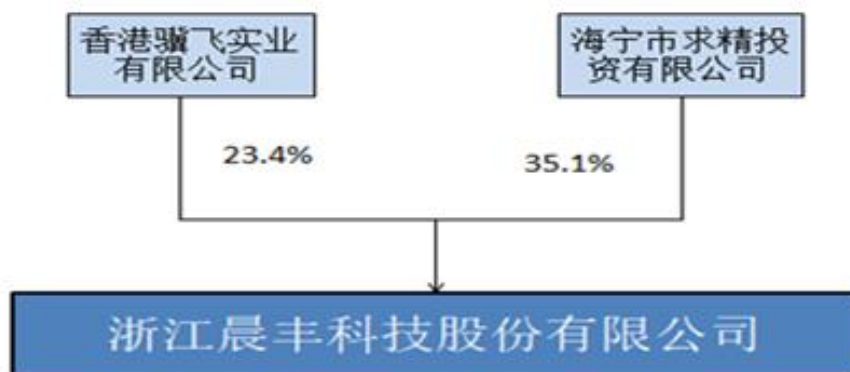 香港骥飞实业
有限公司
海宁市求精投
资有限公司
23.4%
35.1%
浙江晨丰科技股份有限公司